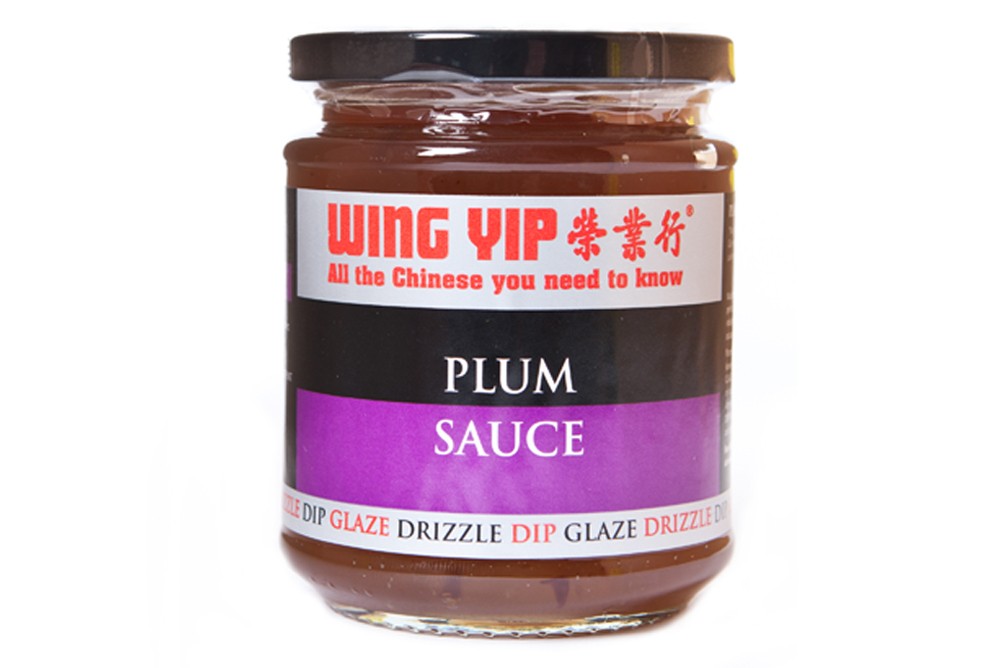 WING YIP 榮業行®
All the Chinese you need to know
PLUM
SAUCE
DIP GLAZE DRIZZLE DIP GLAZE DRIZZLE DIP